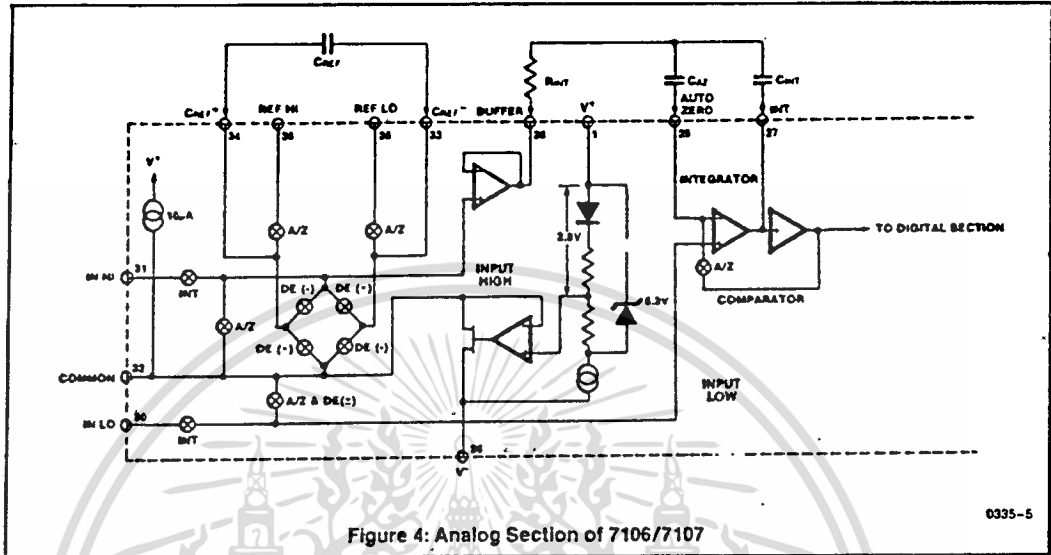 CREF
RINT
CAZ
CINT
CREF+
REF HI
REF LO
CREF-
BUFFER
V+
AUTO
ZERO
INT
34
36
35
33
28
1
29
27
V+
10µA
A/Z
A/Z
2.8V
INTEGRATOR
TO DIGITAL SECTION
IN HI
31
INT
DE (-)
DE (-)
INPUT
HIGH
6.2V
A/Z
COMPARATOR
A/Z
DE (-)
DE (-)
COMMON
32
A/Z & DE(±)
INPUT
LOW
IN LO
30
INT
26
V-
0335-5
Figure 4: Analog Section of 7106/7107